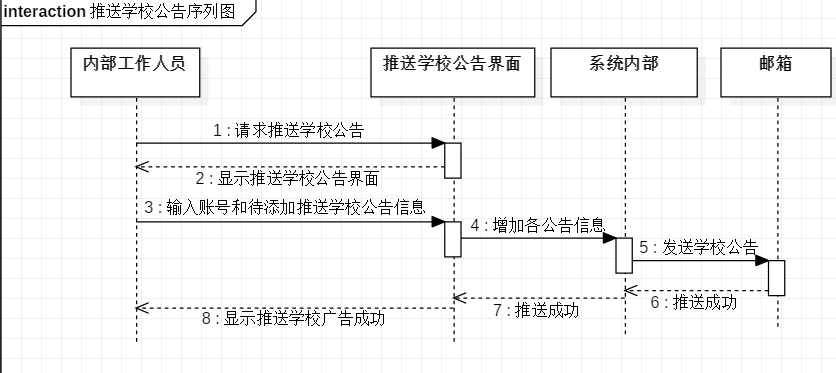 interaction 推送学校公告序列图
内部工作人员
推送学校公告界面
系统内部
邮箱
1 : 请求推送学校公告
2 : 显示推送学校公告界面
3 : 输入账号和待添加推送学校公告信息
4 : 增加各公告信息
5 : 发送学校公告
6 : 推送成功
7 : 推送成功
8 : 显示推送学校广告成功